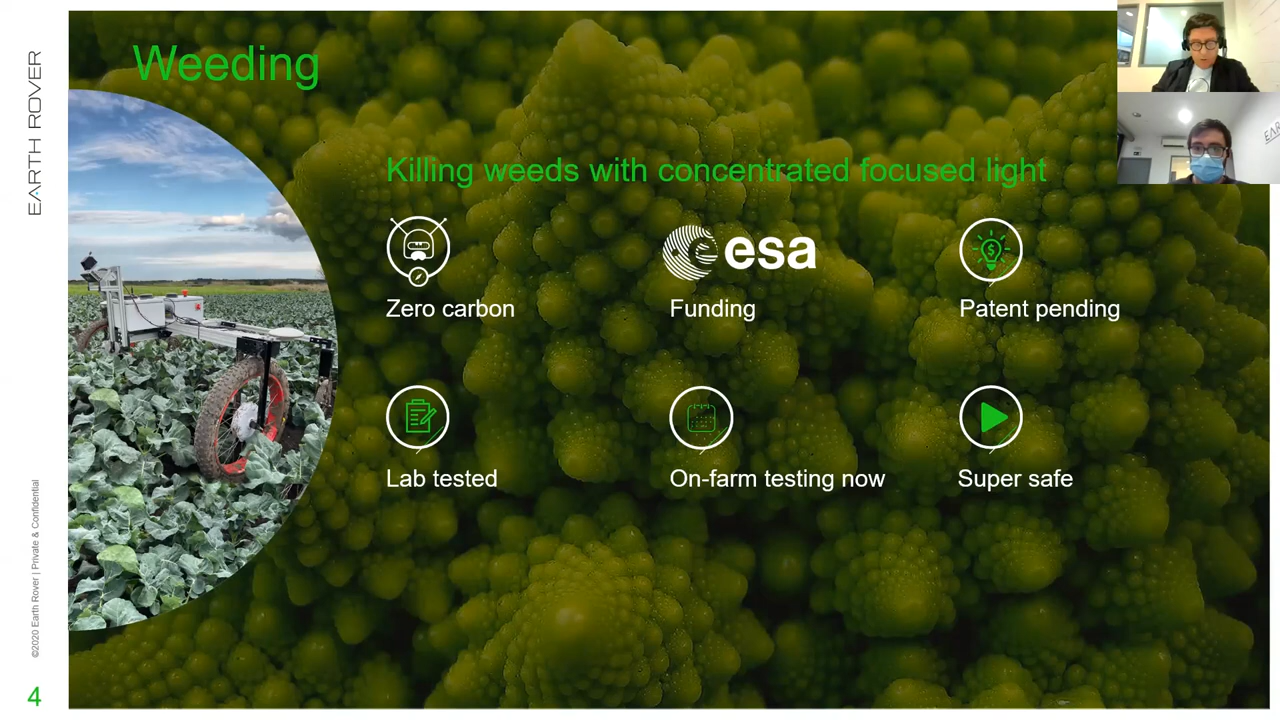 EARTH ROVER
Weeding
Killing weeds with concentrated focused light
esa
Zero carbon
Funding
Patent pending
Lab tested
On-farm testing now
Super safe
©2020 Earth Rover | Private & Confidential
4
EAR